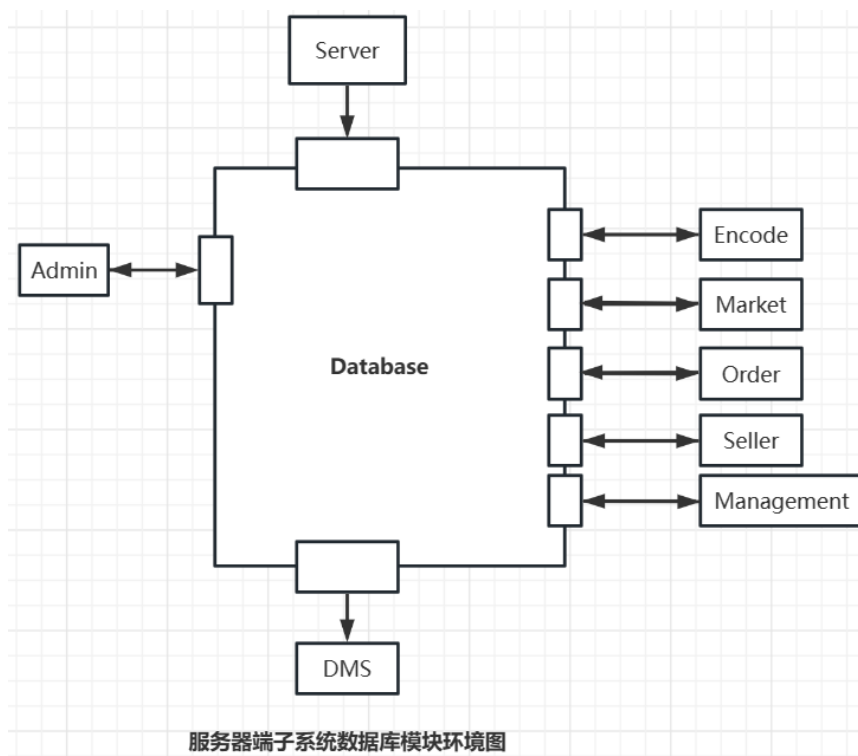 Server
Encode
Admin
Market
Database
Order
Seller
Management
DMS
服务器端子系统数据库模块环境图